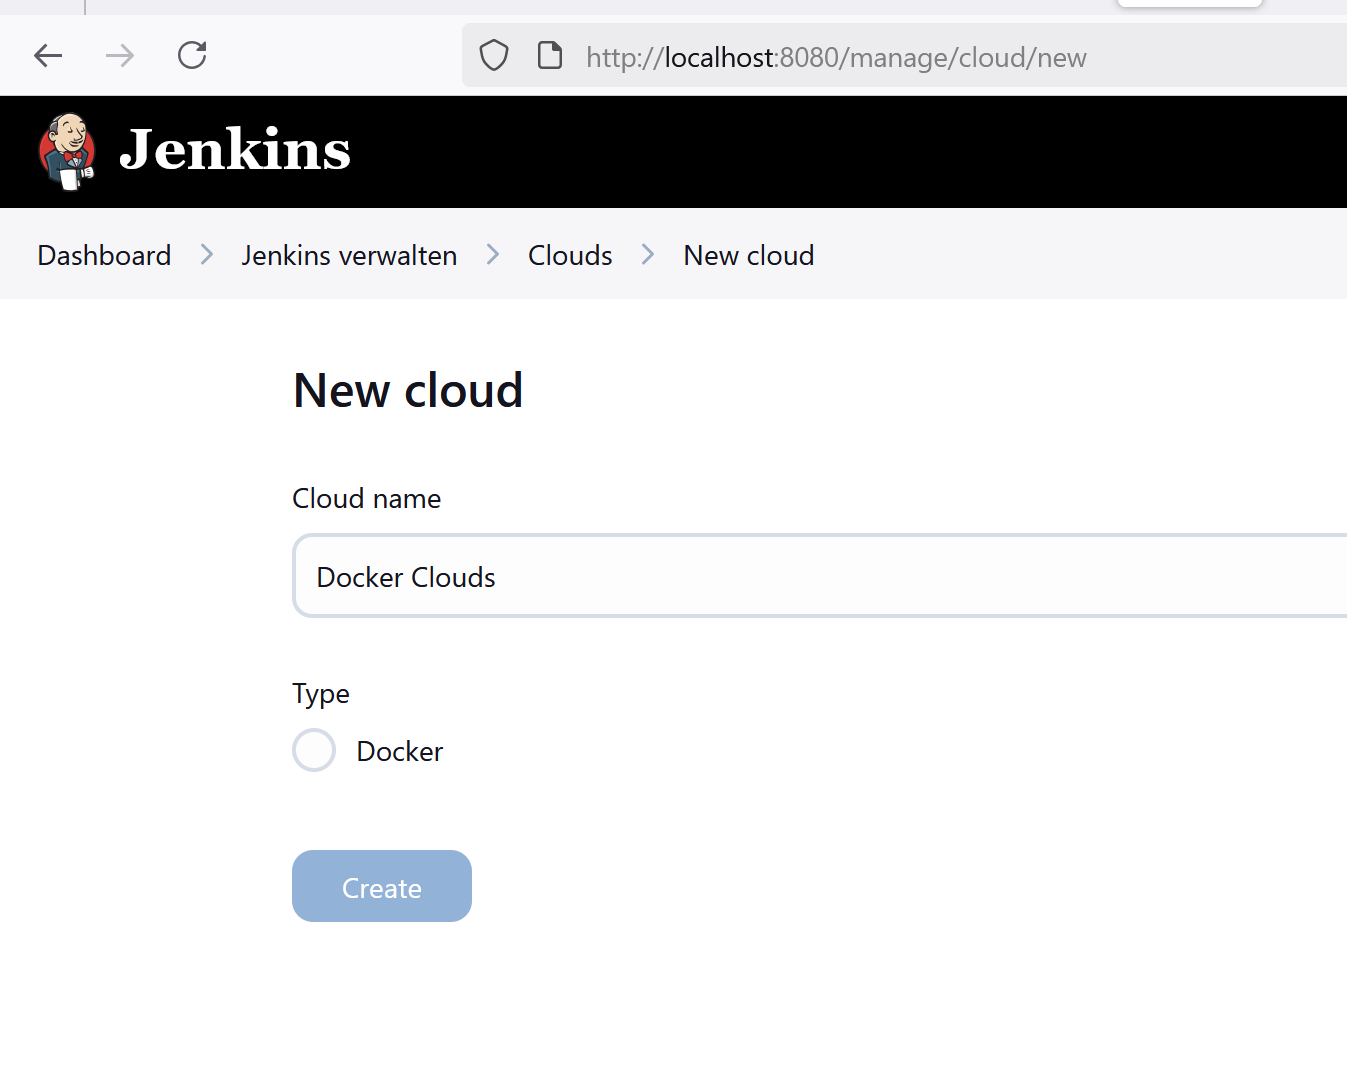 http://localhost:8080/manage/cloud/new
Jenkins
Dashboard > Jenkins verwalten > Clouds > New cloud
New cloud
Cloud name
Docker Clouds
Type
Docker
Create